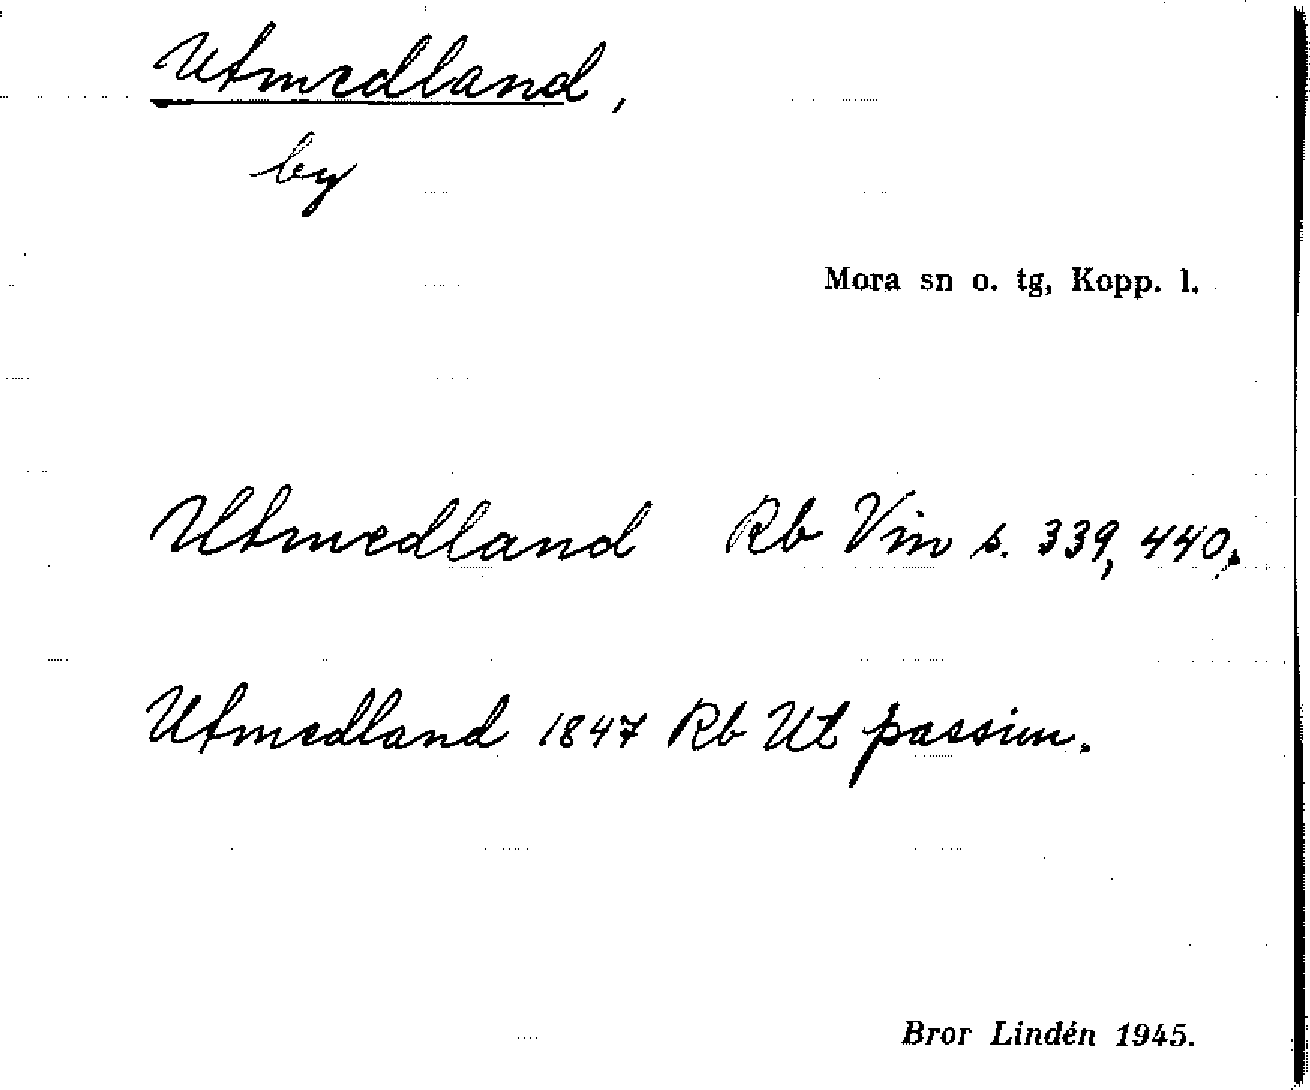 Utmedland,
by
Mora sn o. tg, Kopp. l.
Utmedland Rb Vin s. 339, 440,
Utmedland 1847 Rb Ut passim.
Bror Lindén 1945.